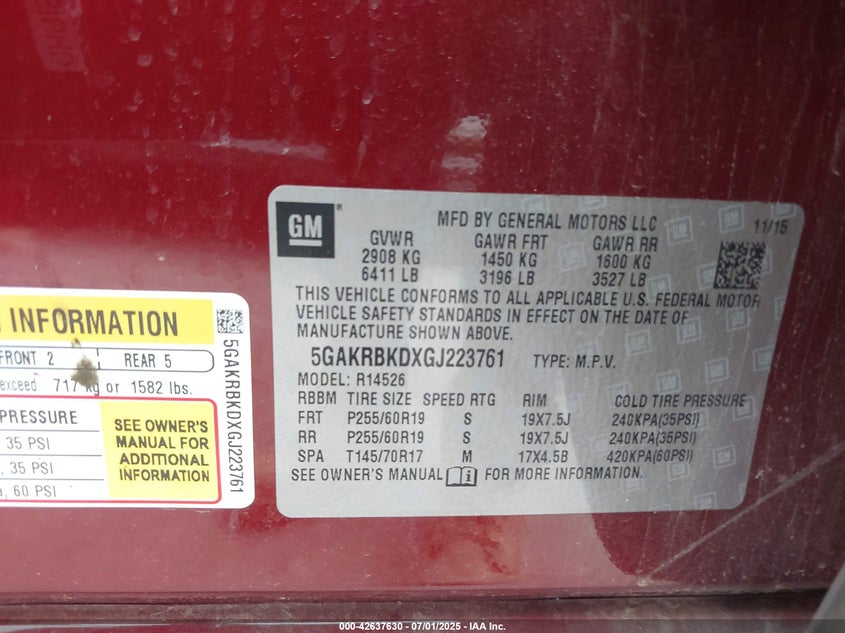 GM ®
MFD BY GENERAL MOTORS LLC
11/15
GVWR GAWR FRT GAWR RR
2908 KG 1450 KG 1600 KG
6411 LB 3196 LB 3527 LB
THIS VEHICLE CONFORMS TO ALL APPLICABLE U.S. FEDERAL MOTOR
VEHICLE SAFETY STANDARDS IN EFFECT ON THE DATE OF
MANUFACTURE SHOWN ABOVE.
5GAKRBKDXGJ223761 TYPE: M.P.V.
MODEL: R14526
RBBM TIRE SIZE SPEED RTG RIM COLD TIRE PRESSURE
FRT P255/60R19 S 19X7.5J 240KPA(35PSI)
RR P255/60R19 S 19X7.5J 240KPA(35PSI)
SPA T145/70R17 M 17X4.5B 420KPA(60PSI)
SEE OWNER'S MANUAL FOR MORE INFORMATION.
INFORMATION
FRONT 2 REAR 5
exceed 717 kg or 1582 lbs.
PRESSURE
35 PSI
, 35 PSI
, 60 PSI
SEE OWNER'S
MANUAL FOR
ADDITIONAL
INFORMATION
5GAKRBKDXGJ223761
000-42637630 - 07/01/2025 - IAA Inc.